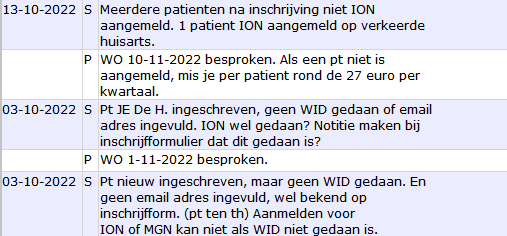 13-10-2022 S Meerdere patienten na inschrijving niet ION
aangemeld. 1 patient ION aangemeld op verkeerde
huisarts.
P WO 10-11-2022 besproken. Als een pt niet is
aangemeld, mis je per patient rond de 27 euro per
kwartaal.
03-10-2022 S Pt JE De H. ingeschreven, geen WID gedaan of email
adres ingevuld. ION wel gedaan? Notitie maken bij
inschrijfformulier dat dit gedaan is?
P WO 1-11-2022 besproken.
03-10-2022 S Pt nieuw ingeschreven, maar geen WID gedaan. En
geen email adres ingevuld, wel bekend op
inschrijfform. (pt ten th) Aanmelden voor
ION of MGN kan niet als WID niet gedaan is.